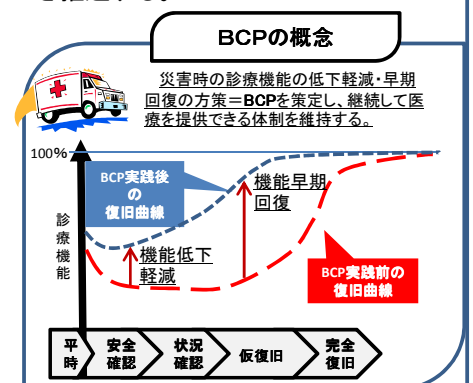 BCPの概念
災害時の診療機能の低下軽減・早期
回復の方策＝BCPを策定し、継続して医
療を提供できる体制を維持する。
100%
BCP実践後
の
復旧曲線
機能早期
回復
診療機能
機能低下
軽減
BCP実践前の
復旧曲線
平時
安全
確認
状況
確認
仮復旧
完全
復旧